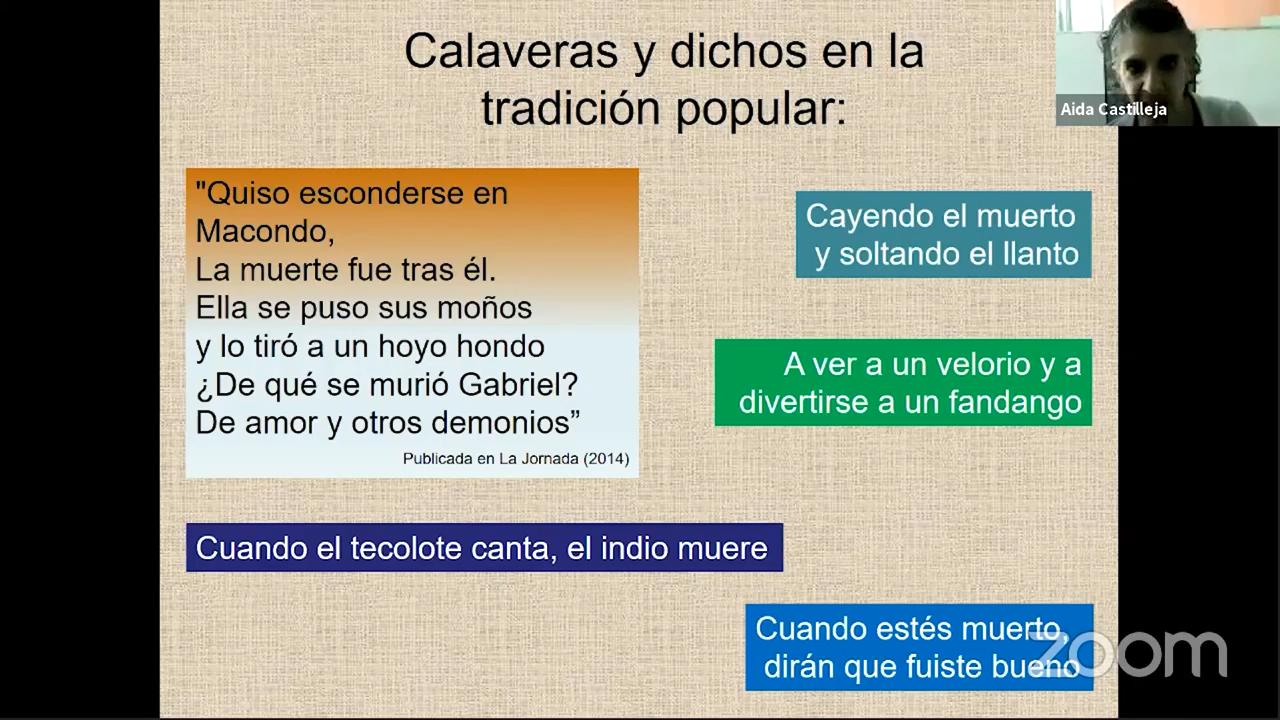 Calaveras y dichos en la
tradición popular:
Aida Castilleja
"Quiso esconderse en
Macondo,
La muerte fue tras él.
Ella se puso sus moños
y lo tiró a un hoyo hondo
¿De qué se murió Gabriel?
De amor y otros demonios”
Publicada en La Jornada (2014)
Cayendo el muerto
y soltando el llanto
A ver a un velorio y a
divertirse a un fandango
Cuando el tecolote canta, el indio muere
Cuando estés muerto,
dirán que fuiste bueno
zoom